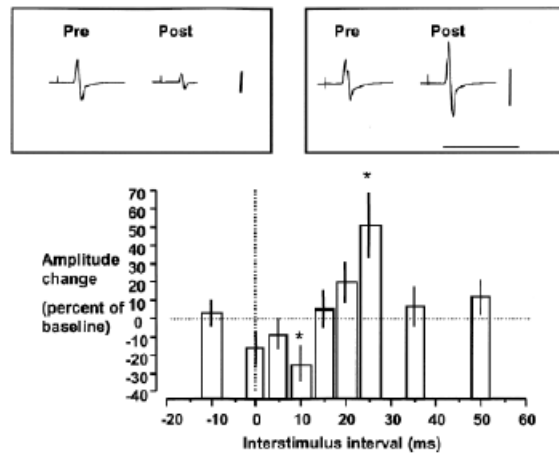 Pre Post
Pre Post
*
*
70
60
50
40
30
20
10
0
-10
-20
-30
-40
Amplitude
change
(percent of
baseline)
-20 -10 0 10 20 30 40 50 60
Interstimulus interval (ms)